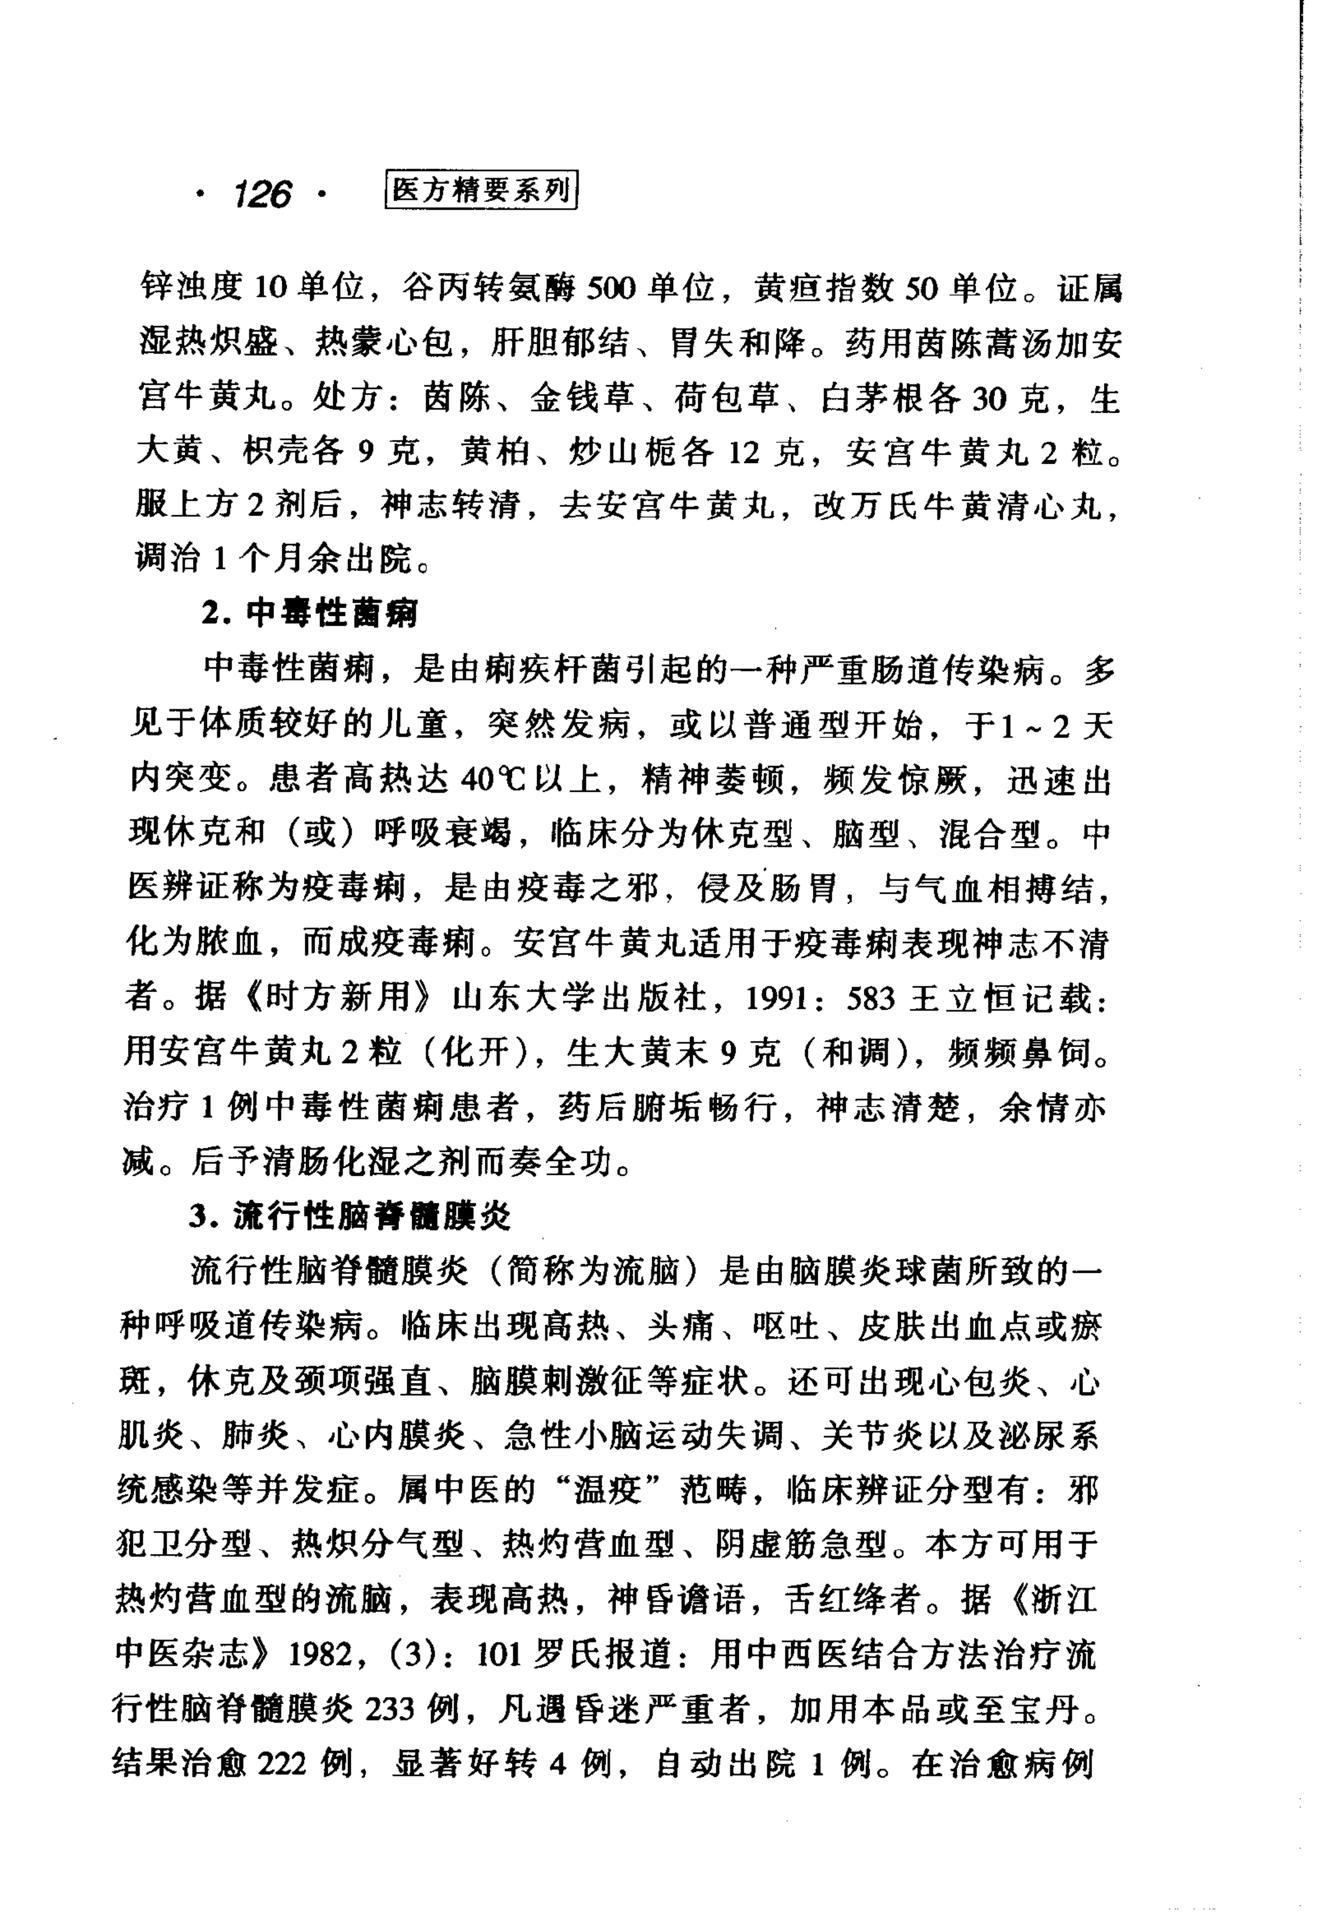 · 126 · 医方精要系列
锌浊度 10 单位，谷丙转氨酶 500 单位，黄疸指数 50 单位。证属
湿热炽盛、热蒙心包，肝胆郁结、胃失和降。药用茵陈蒿汤加安
宫牛黄丸。处方：茵陈、金钱草、荷包草、白茅根各 30 克，生
大黄、枳壳各 9 克，黄柏、炒山栀各 12 克，安宫牛黄丸 2 粒。
服上方 2 剂后，神志转清，去安宫牛黄丸，改万氏牛黄清心丸，
调治 1 个月余出院。
2. 中毒性菌痢
中毒性菌痢，是由痢疾杆菌引起的一种严重肠道传染病。多
见于体质较好的儿童，突然发病，或以普通型开始，于1～2 天
内突变。患者高热达 40℃以上，精神萎顿，频发惊厥，迅速出
现休克和（或）呼吸衰竭，临床分为休克型、脑型、混合型。中
医辨证称为疫毒痢，是由疫毒之邪，侵及肠胃，与气血相搏结，
化为脓血，而成疫毒痢。安宫牛黄丸适用于疫毒痢表现神志不清
者。据《时方新用》山东大学出版社，1991：583 王立恒记载：
用安宫牛黄丸 2 粒（化开），生大黄末 9 克（和调），频频鼻饲。
治疗 1 例中毒性菌痢患者，药后腑垢畅行，神志清楚，余情亦
减。后予清肠化湿之剂而奏全功。
3. 流行性脑脊髓膜炎
流行性脑脊髓膜炎（简称为流脑）是由脑膜炎球菌所致的一
种呼吸道传染病。临床出现高热、头痛、呕吐、皮肤出血点或瘀
斑，休克及颈项强直、脑膜刺激征等症状。还可出现心包炎、心
肌炎、肺炎、心内膜炎、急性小脑运动失调、关节炎以及泌尿系
统感染等并发症。属中医的“温疫”范畴，临床辨证分型有：邪
犯卫分型、热炽分气型、热灼营血型、阴虚筋急型。本方可用于
热灼营血型的流脑，表现高热，神昏谵语，舌红绛者。据《浙江
中医杂志》1982，（3）：101 罗氏报道：用中西医结合方法治疗流
行性脑脊髓膜炎 233 例，凡遇昏迷严重者，加用本品或至宝丹。
结果治愈 222 例，显著好转 4 例，自动出院 1 例。在治愈病例